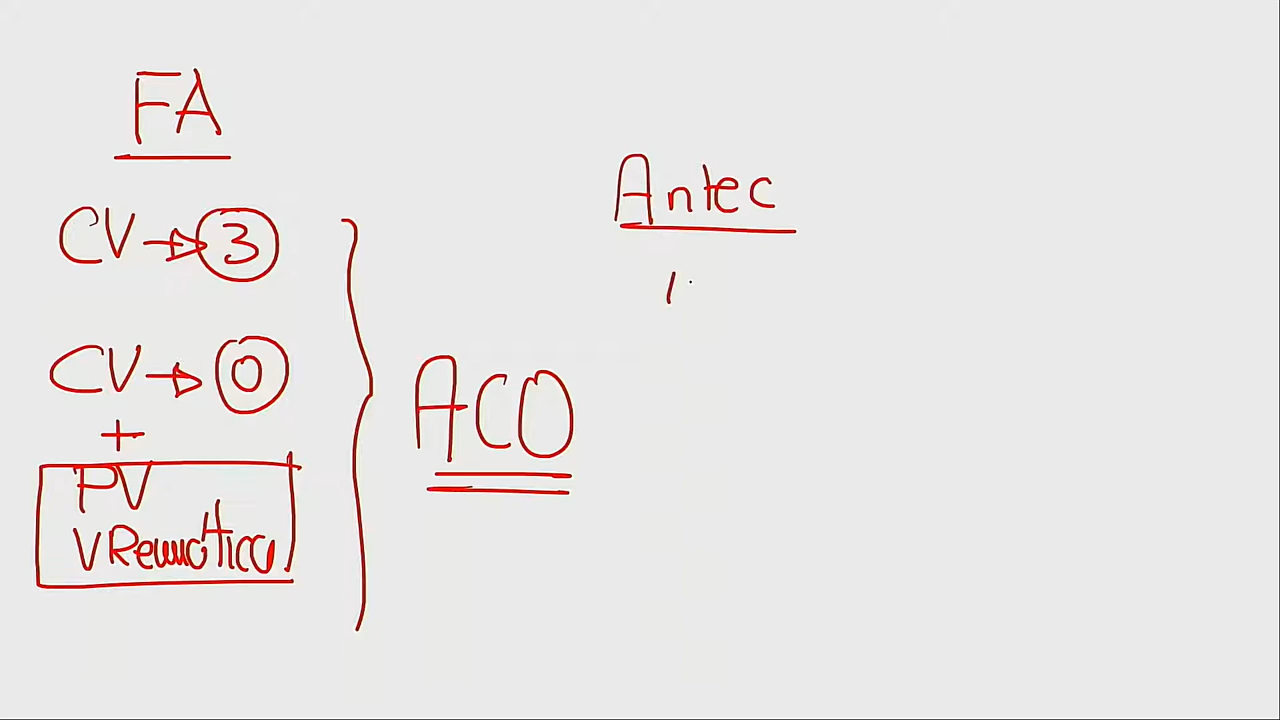 FA
CV → 3
CV → 0
+
PV
VReumática
ACO
Antec